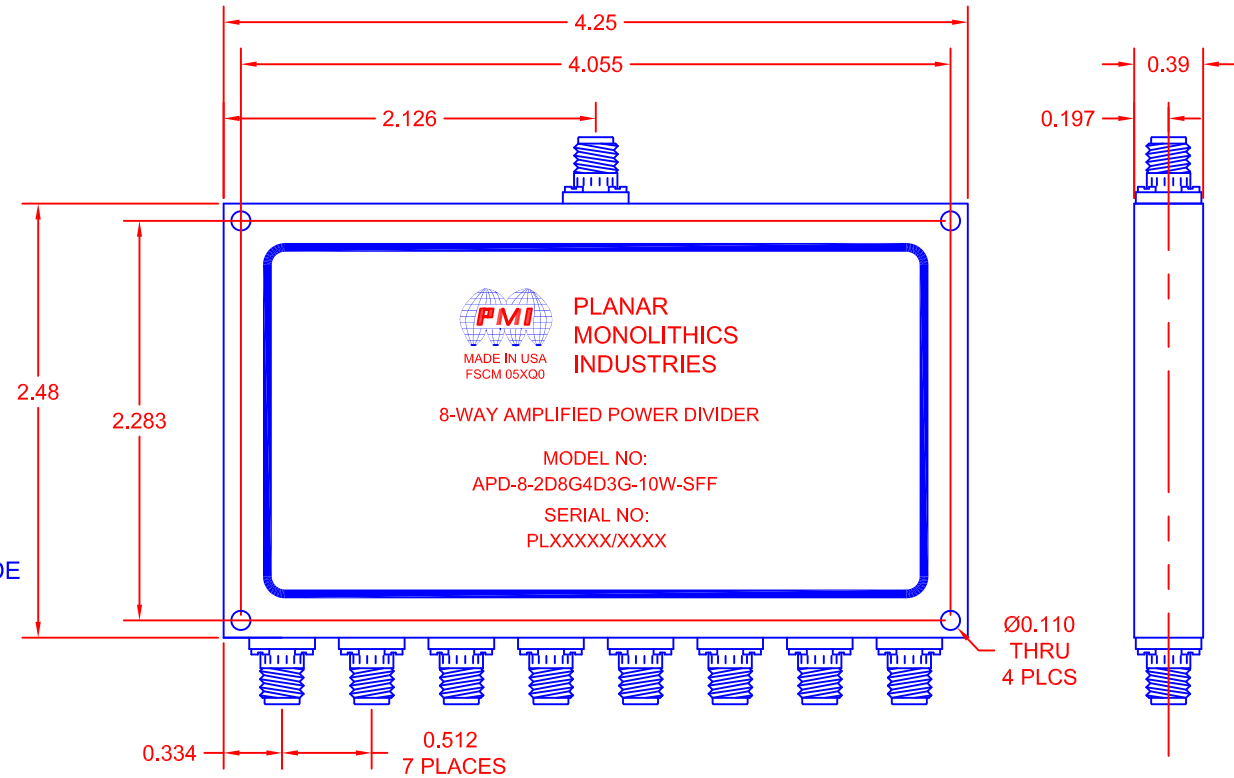 4.25
4.055
0.39
2.126
0.197
PMI
PLANAR
MONOLITHICS
INDUSTRIES
MADE IN USA
FSCM 05XQ0
2.48
2.283
8-WAY AMPLIFIED POWER DIVIDER
MODEL NO:
APD-8-2D8G4D3G-10W-SFF
SERIAL NO:
PLXXXXX/XXXX
DE
Ø0.110
THRU
4 PLCS
0.334
0.512
7 PLACES